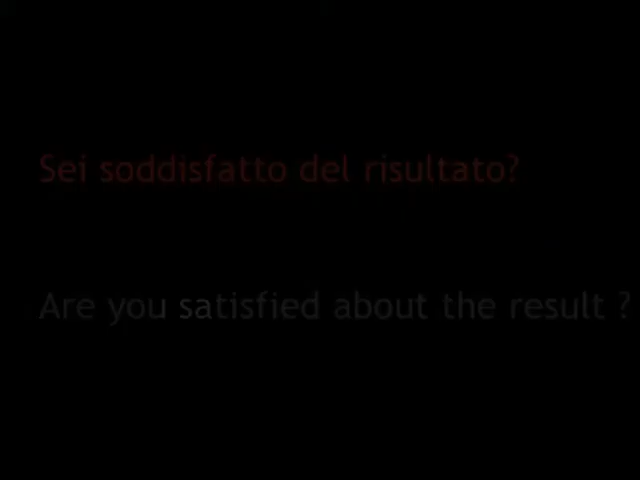 Sei soddisfatto del risultato?
Are you satisfied about the result ?